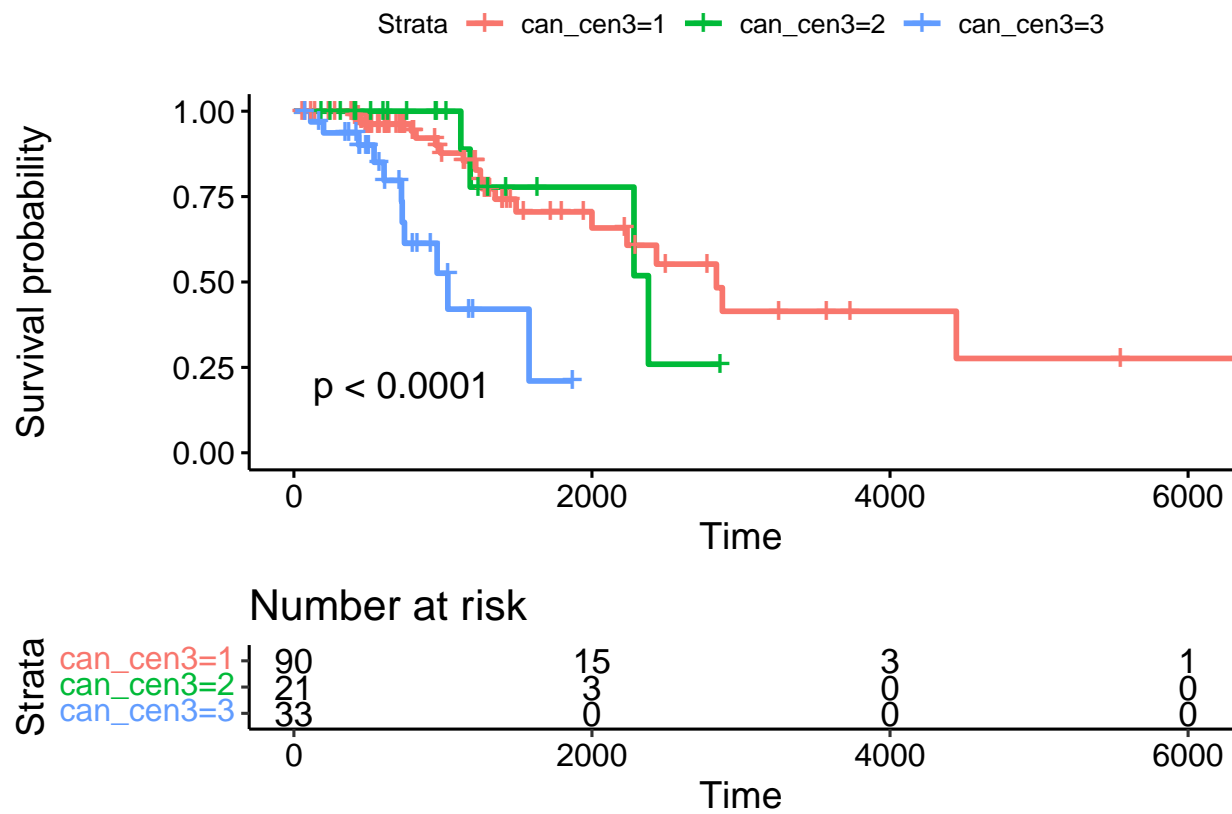 Strata can_cen3=1 can_cen3=2 can_cen3=3
Survival probability
1.00
0.75
0.50
0.25
0.00
p < 0.0001
0 2000 4000 6000
Time
Number at risk
Strata
can_cen3=1 90 15 3 1
can_cen3=2 21 3 0 0
can_cen3=3 33 0 0 0
0 2000 4000 6000
Time